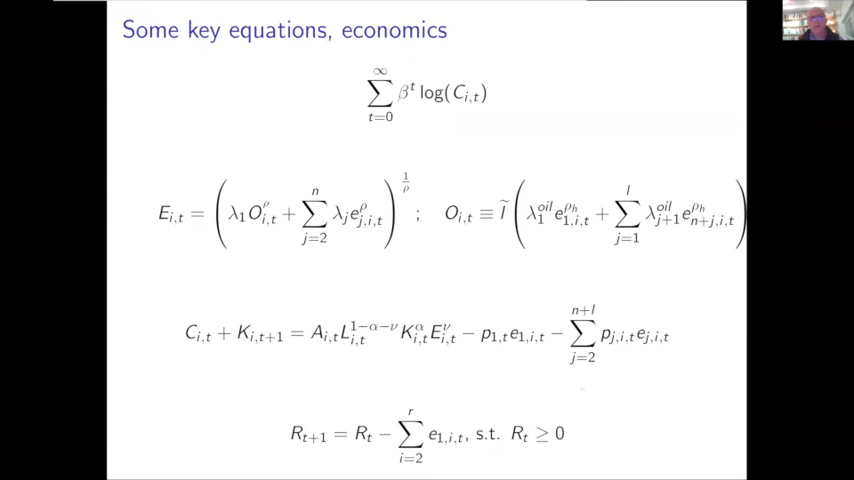 Some key equations, economics
$$\sum_{t=0}^{\infty} \beta^t \log(C_{i,t})$$
$$E_{i,t} = \left( \lambda_1 O_{i,t}^{\rho} + \sum_{j=2}^{n} \lambda_j e_{j,i,t}^{\rho} \right)^{\frac{1}{\rho}} ; \quad O_{i,t} \equiv \widetilde{l} \left( \lambda_1^{oil} e_{1,i,t}^{\rho_h} + \sum_{j=1}^{l} \lambda_{j+1}^{oil} e_{n+j,i,t}^{\rho_h} \right)$$
$$C_{i,t} + K_{i,t+1} = A_{i,t} L_{i,t}^{1-\alpha-\nu} K_{i,t}^{\alpha} E_{i,t}^{\nu} - p_{1,t} e_{1,i,t} - \sum_{j=2}^{n+l} p_{j,i,t} e_{j,i,t}$$
$$R_{t+1} = R_t - \sum_{i=2}^{r} e_{1,i,t}, \text{ s.t. } R_t \geq 0$$